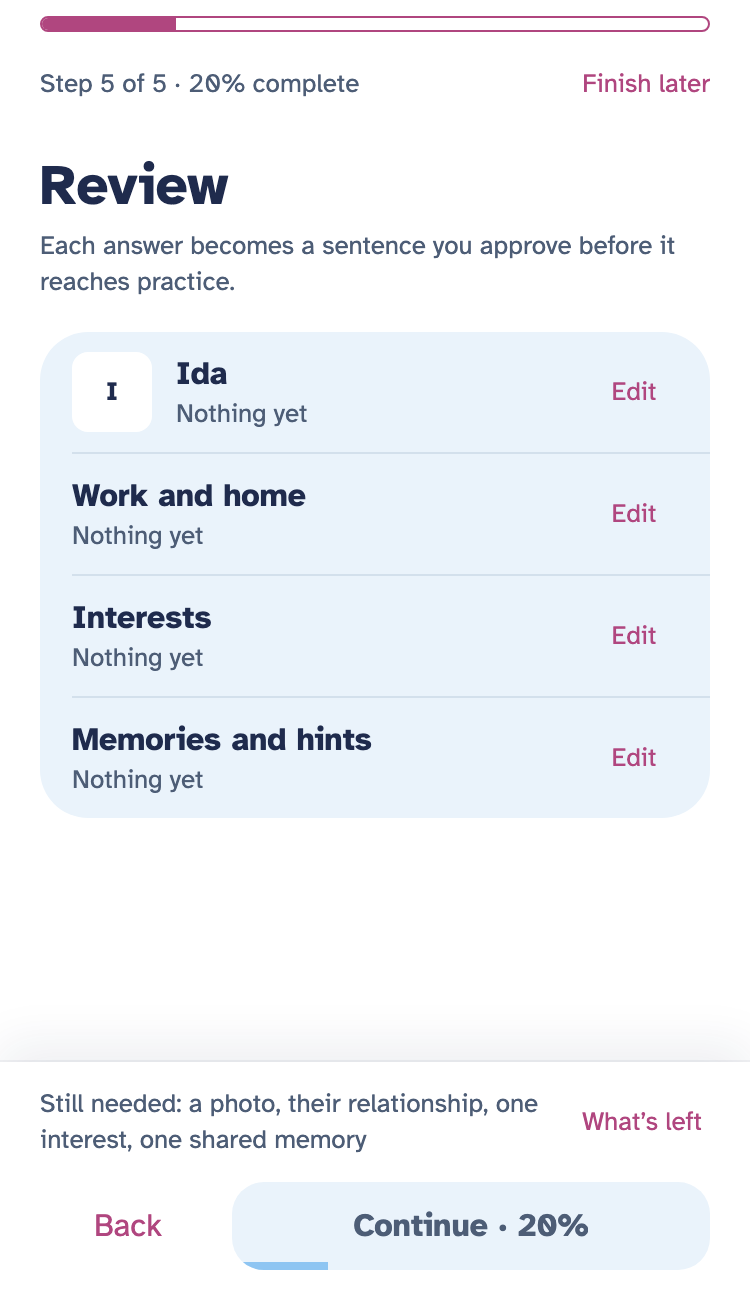 Step 5 of 5 · 20% complete
Finish later
Review
Each answer becomes a sentence you approve before it
reaches practice.
I
Ida
Nothing yet
Edit
Work and home
Nothing yet
Edit
Interests
Nothing yet
Edit
Memories and hints
Nothing yet
Edit
Still needed: a photo, their relationship, one
interest, one shared memory
What’s left
Back
Continue · 20%